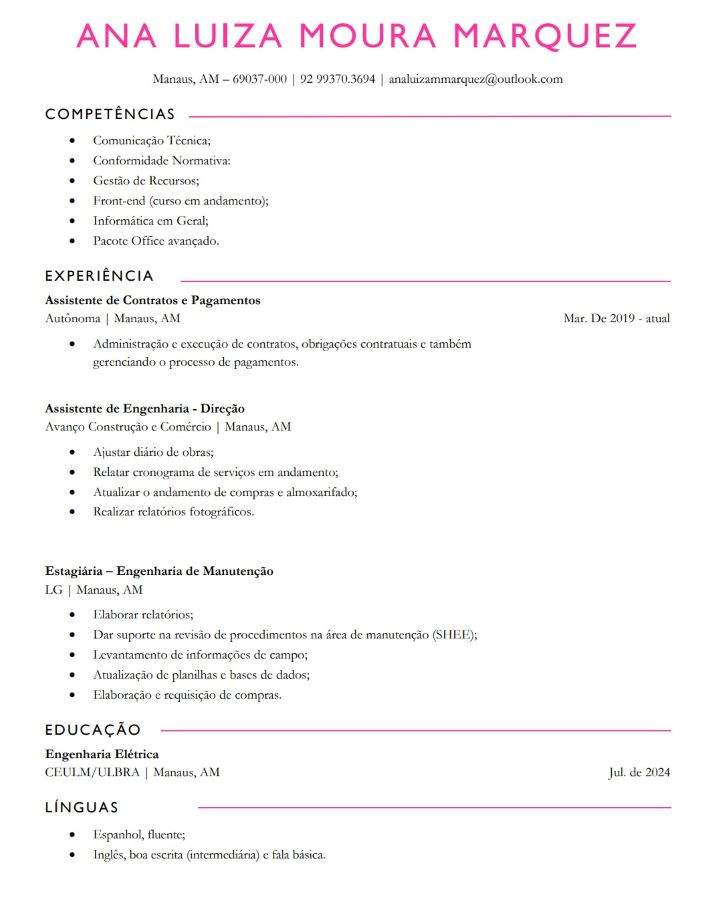 ANA LUIZA MOURA MARQUEZ
Manaus, AM – 69037-000 | 92 99370.3694 | analuizammarquez@outlook.com
COMPETÊNCIAS
• Comunicação Técnica;
• Conformidade Normativa:
• Gestão de Recursos;
• Front-end (curso em andamento);
• Informática em Geral;
• Pacote Office avançado.
EXPERIÊNCIA
Assistente de Contratos e Pagamentos
Autônoma | Manaus, AM Mar. De 2019 - atual
• Administração e execução de contratos, obrigações contratuais e também
gerenciando o processo de pagamentos.
Assistente de Engenharia - Direção
Avanço Construção e Comércio | Manaus, AM
• Ajustar diário de obras;
• Relatar cronograma de serviços em andamento;
• Atualizar o andamento de compras e almoxarifado;
• Realizar relatórios fotográficos.
Estagiária – Engenharia de Manutenção
LG | Manaus, AM
• Elaborar relatórios;
• Dar suporte na revisão de procedimentos na área de manutenção (SHEE);
• Levantamento de informações de campo;
• Atualização de planilhas e bases de dados;
• Elaboração e requisição de compras.
EDUCAÇÃO
Engenharia Elétrica
CEULM/ULBRA | Manaus, AM Jul. de 2024
LÍNGUAS
• Espanhol, fluente;
• Inglês, boa escrita (intermediária) e fala básica.